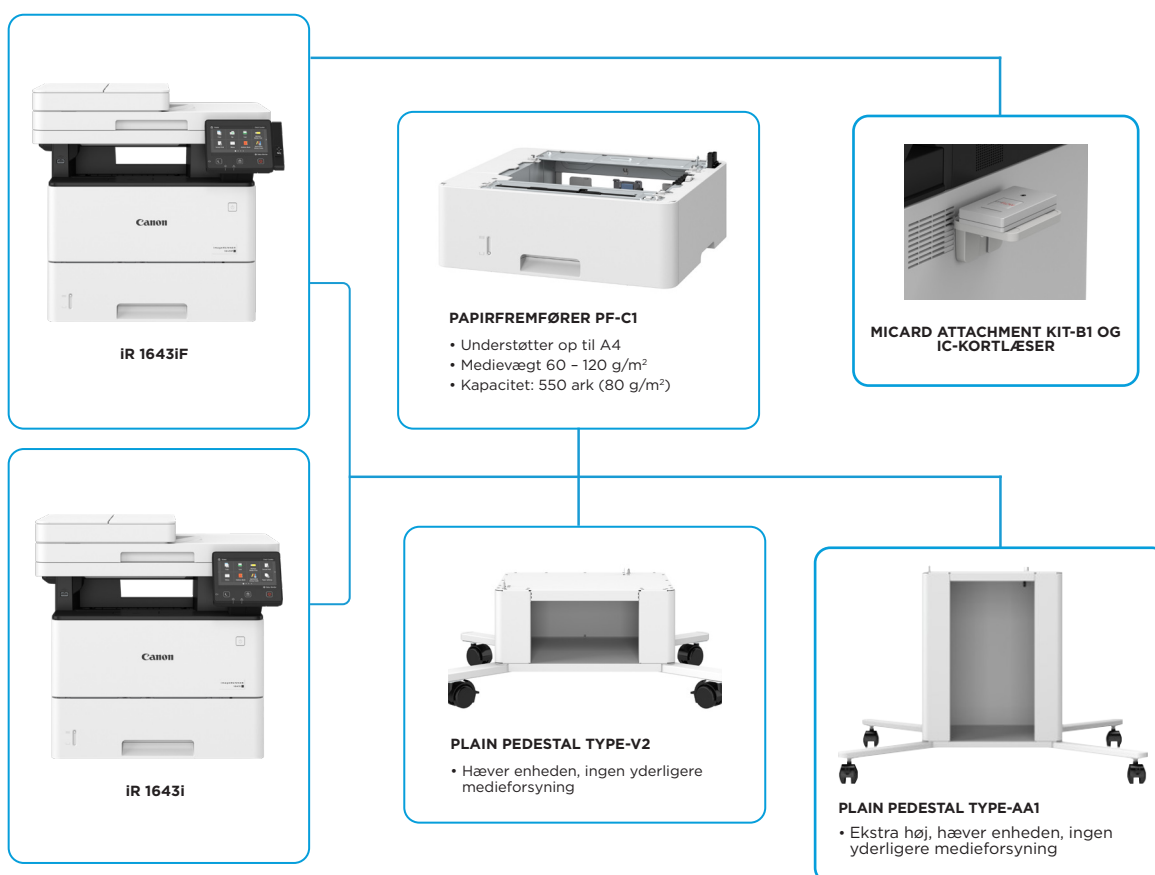 Canon
iR 1643iF
PAPIRFREMFØRER PF-C1
• Understøtter op til A4
• Medievægt 60 – 120 g/m²
• Kapacitet: 550 ark (80 g/m²)
MICARD ATTACHMENT KIT-B1 OG
IC-KORTLÆSER
Canon
iR 1643i
PLAIN PEDESTAL TYPE-V2
• Hæver enheden, ingen yderligere
medieforsyning
PLAIN PEDESTAL TYPE-AA1
• Ekstra høj, hæver enheden, ingen
yderligere medieforsyning